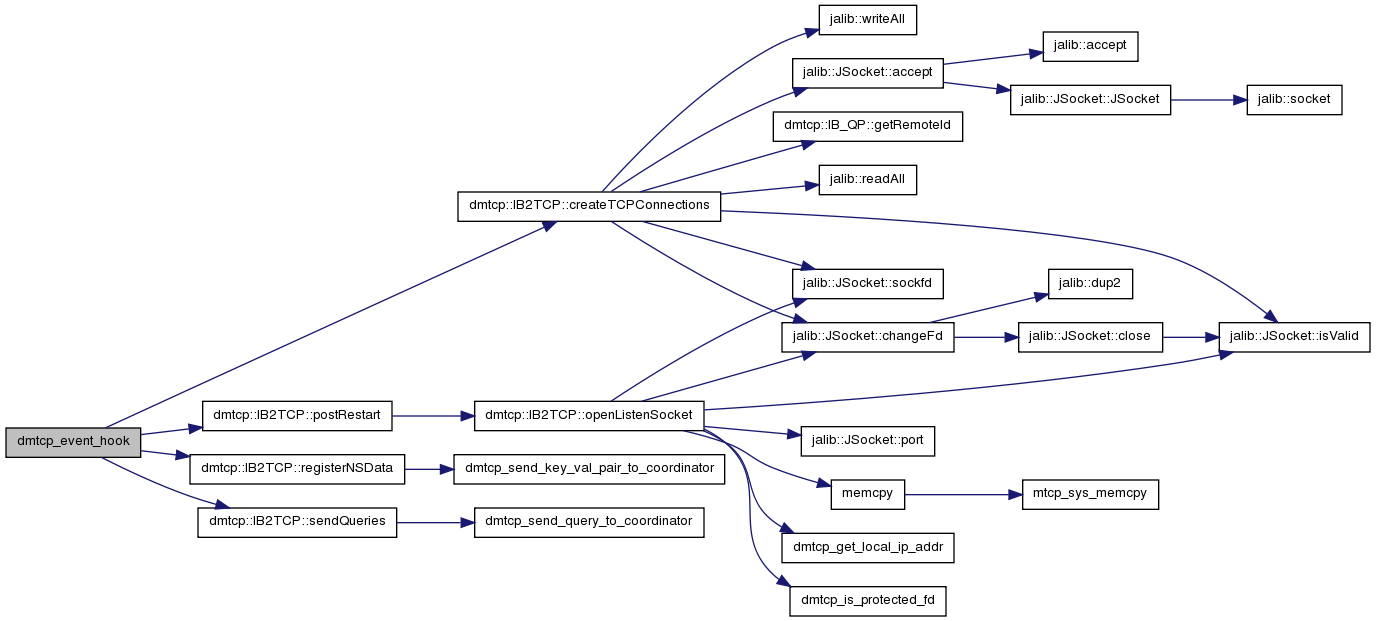 jalib::writeAll
jalib::accept
jalib::JSocket::accept
jalib::JSocket::JSocket
jalib::socket
dmtcp::IB_QP::getRemoteId
jalib::readAll
dmtcp::IB2TCP::createTCPConnections
jalib::JSocket::sockfd
jalib::dup2
jalib::JSocket::changeFd
jalib::JSocket::close
jalib::JSocket::isValid
dmtcp::IB2TCP::postRestart
dmtcp::IB2TCP::openListenSocket
dmtcp_event_hook
jalib::JSocket::port
dmtcp::IB2TCP::registerNSData
dmtcp_send_key_val_pair_to_coordinator
memcpy
mtcp_sys_memcpy
dmtcp::IB2TCP::sendQueries
dmtcp_send_query_to_coordinator
dmtcp_get_local_ip_addr
dmtcp_is_protected_fd